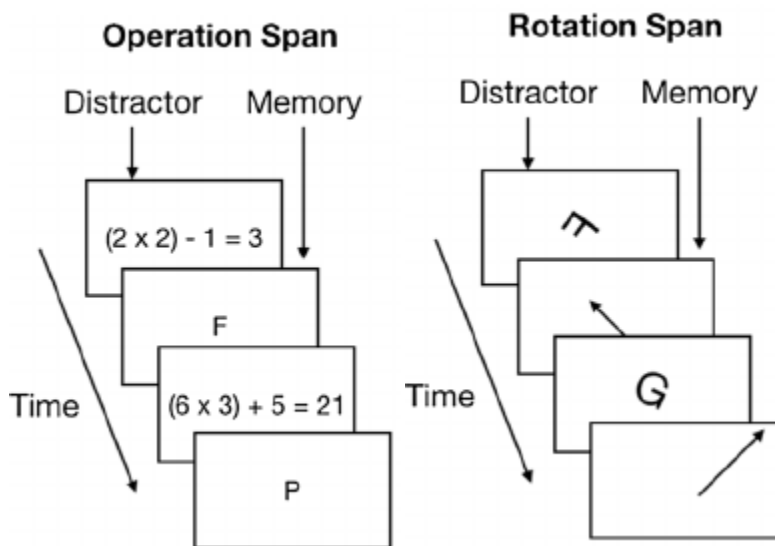 Operation Span
Distractor Memory
(2 x 2) - 1 = 3
F
(6 x 3) + 5 = 21
P
Time
Rotation Span
Distractor Memory
F
G
Time